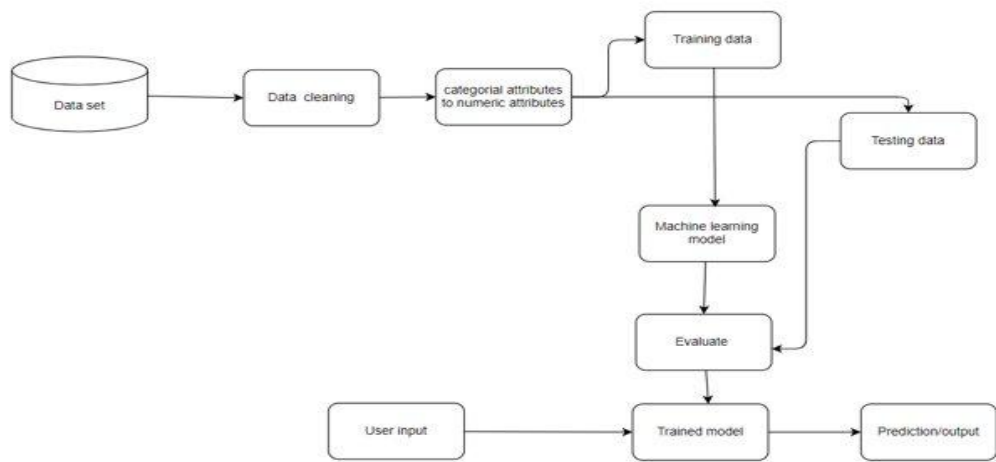 Data set
Data cleaning
categorial attributes
to numeric attributes
Training data
Testing data
Machine learning
model
Evaluate
User input
Trained model
Prediction/output